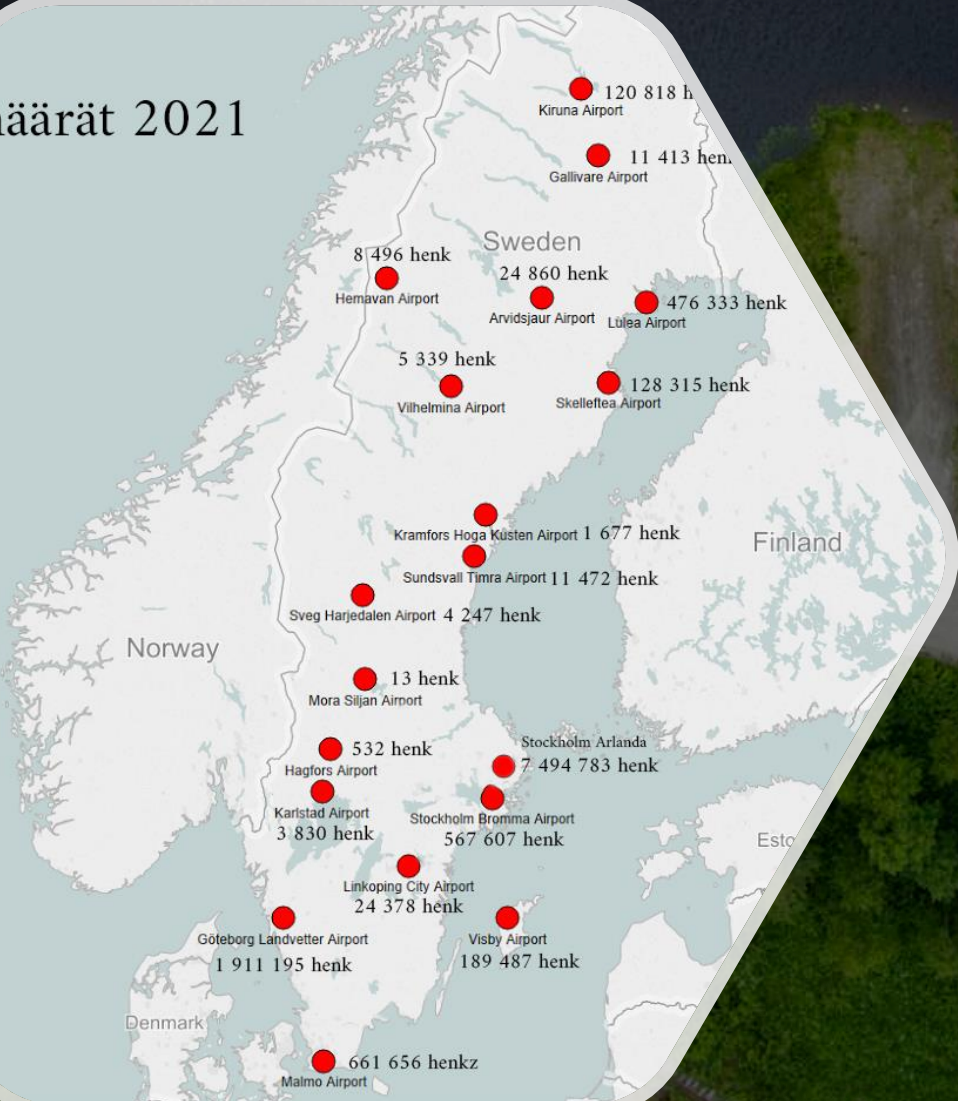 äärät 2021
120 818 h
Kiruna Airport
11 413 hen
Gallivare Airport
Sweden
8 496 henk
Hemavan Airport
24 860 henk
Arvidsjaur Airport
476 333 henk
Lulea Airport
5 339 henk
Vilhelmina Airport
128 315 henk
Skelleftea Airport
Kramfors Hoga Kusten Airport 1 677 henk
Finland
Sundsvall Timra Airport 11 472 henk
Sveg Harjedalen Airport 4 247 henk
Norway
13 henk
Mora Siljan Airport
Stockholm Arlanda
7 494 783 henk
532 henk
Hagfors Airport
Karlstad Airport
3 830 henk
Stockholm Bromma Airport
567 607 henk
Esto
Linkoping City Airport
24 378 henk
Göteborg Landvetter Airport
1 911 195 henk
Visby Airport
189 487 henk
Denmark
661 656 henkz
Malmo Airport